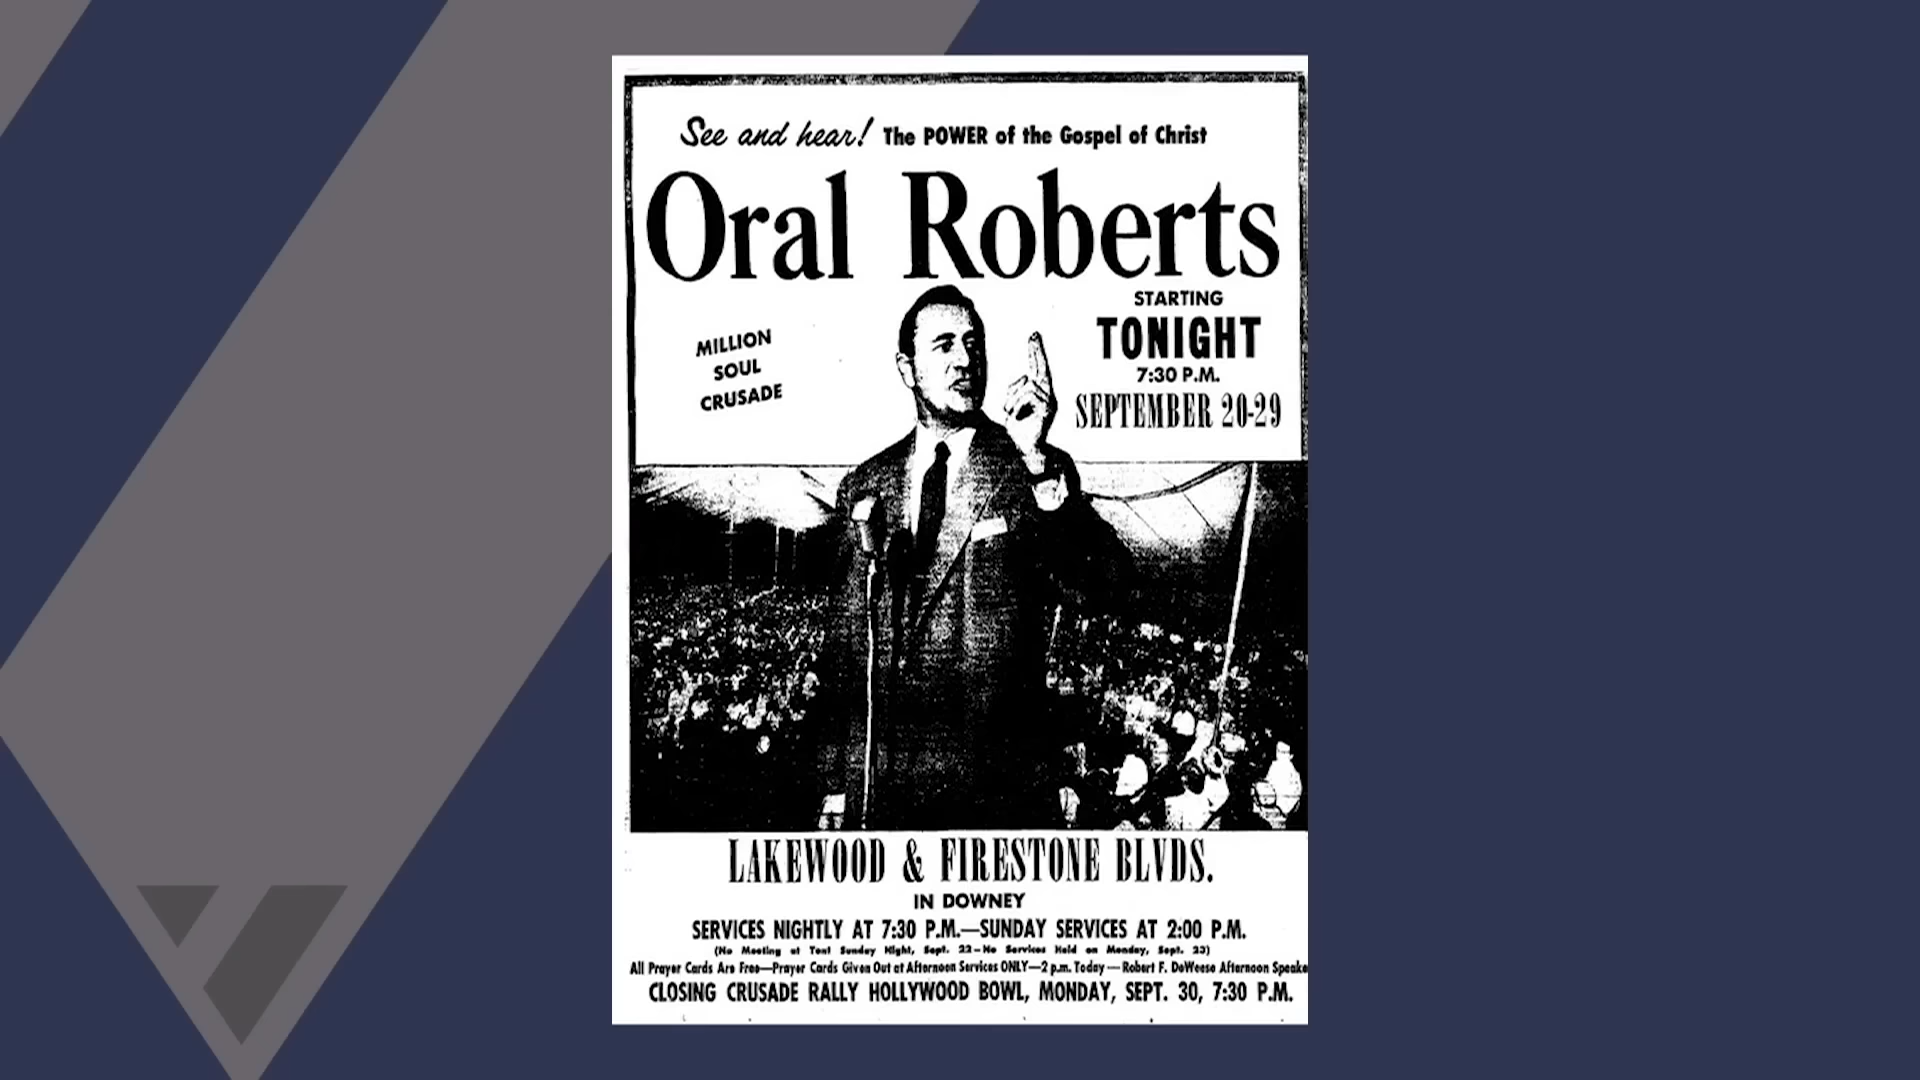 See and hear! The POWER of the Gospel of Christ
Oral Roberts
MILLION
SOUL
CRUSADE
STARTING
TONIGHT
7:30 P.M.
SEPTEMBER 20-29
LAKEWOOD & FIRESTONE BLVDS.
IN DOWNEY
SERVICES NIGHTLY AT 7:30 P.M.—SUNDAY SERVICES AT 2:00 P.M.
(No Meeting at Tent Sunday Night, Sept. 22—No Services Held on Monday, Sept. 23)
All Prayer Cards Are Free—Prayer Cards Given Out at Afternoon Services ONLY—2 p.m. Today—Robert F. DeWeese Afternoon Speake
CLOSING CRUSADE RALLY HOLLYWOOD BOWL, MONDAY, SEPT. 30, 7:30 P.M.